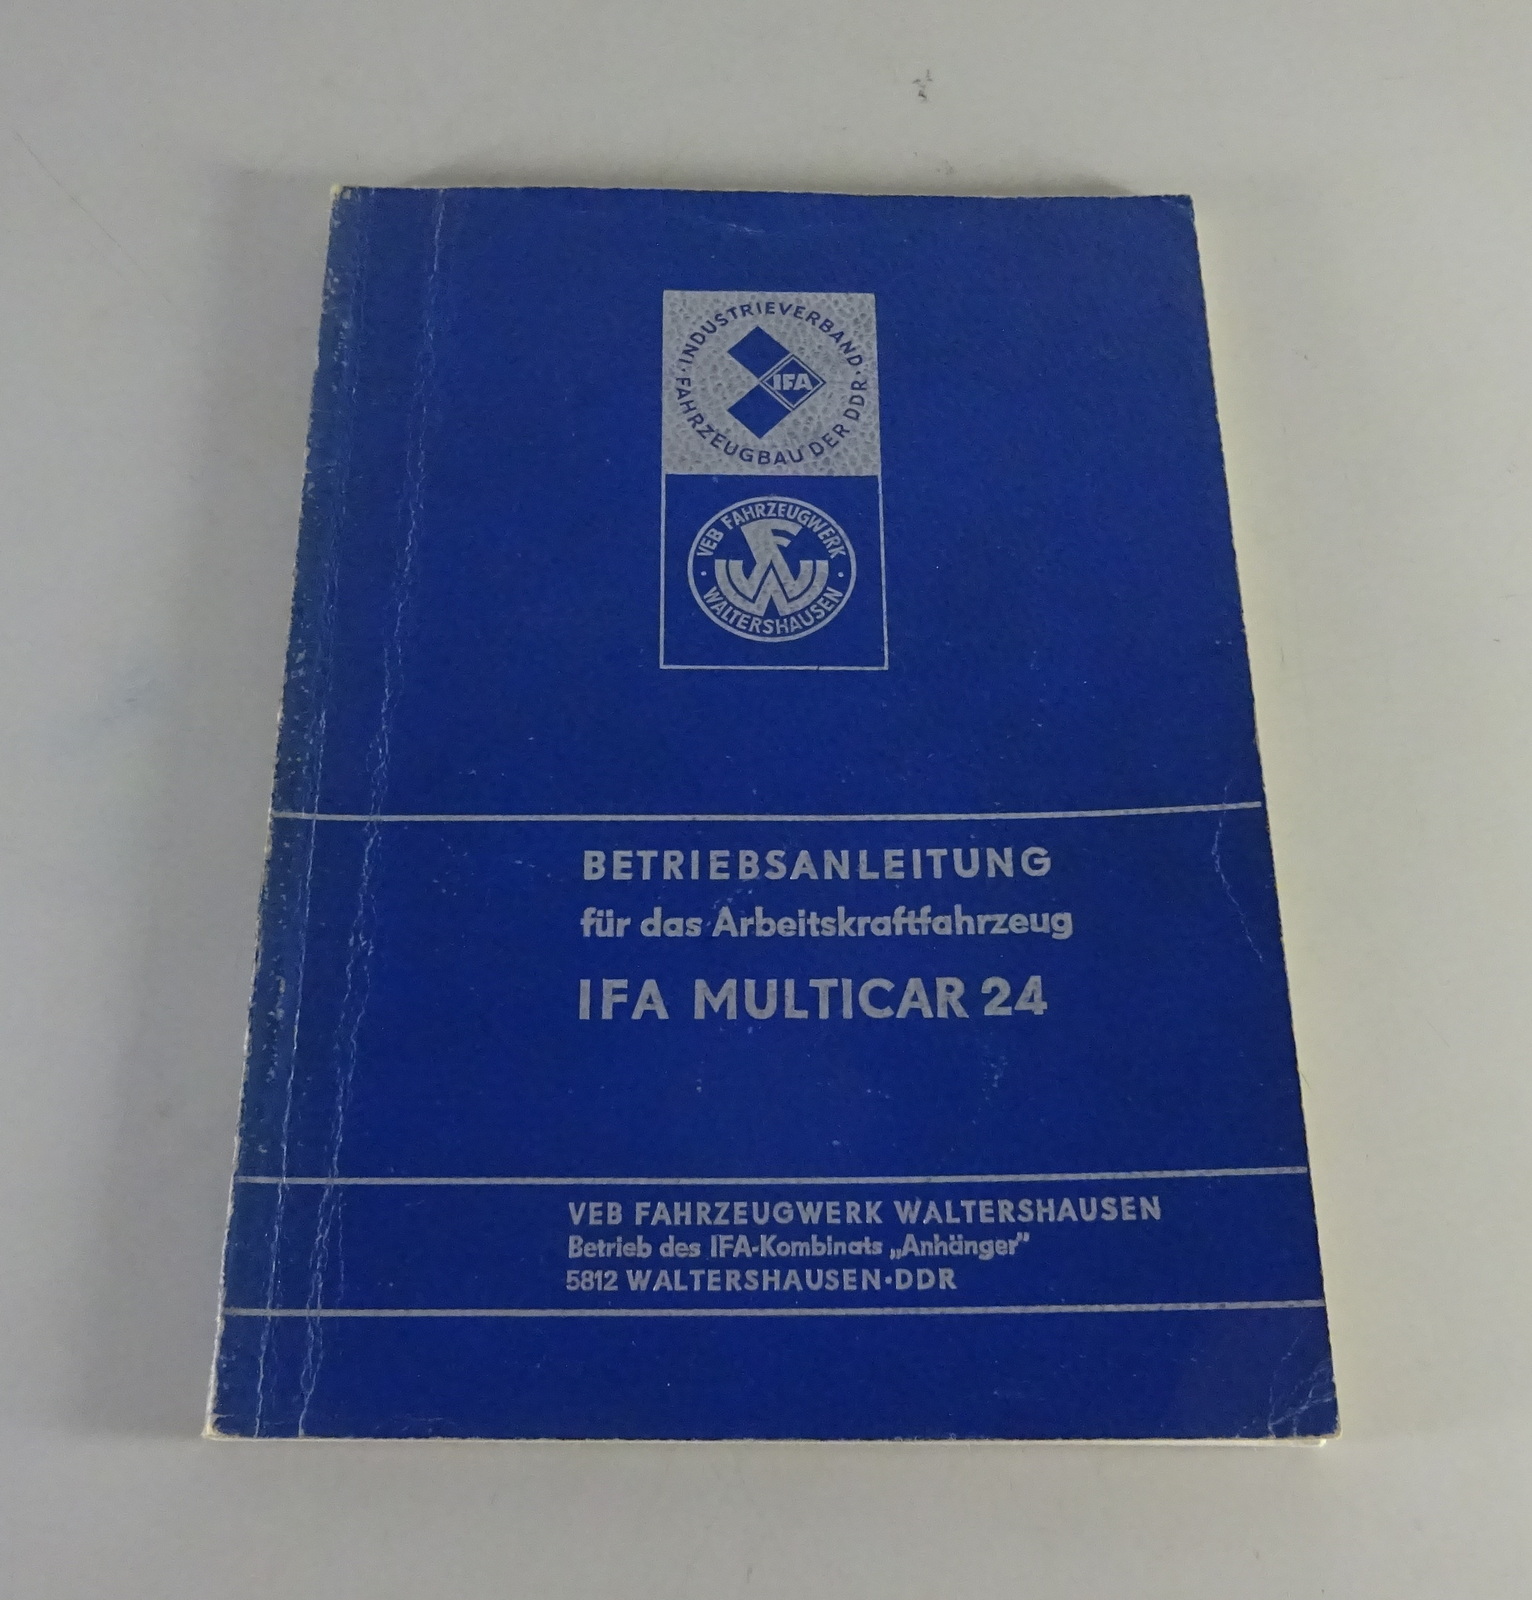 INDUSTRIEVERBAND
FAHRZEUGBAU DER DDR
IFA
VEB FAHRZEUGWERK
FWW
WALTERSHAUSEN
BETRIEBSANLEITUNG
für das Arbeitskraftfahrzeug
IFA MULTICAR 24
VEB FAHRZEUGWERK WALTERSHAUSEN
Betrieb des IFA-Kombinats „Anhänger”
5812 WALTERSHAUSEN·DDR